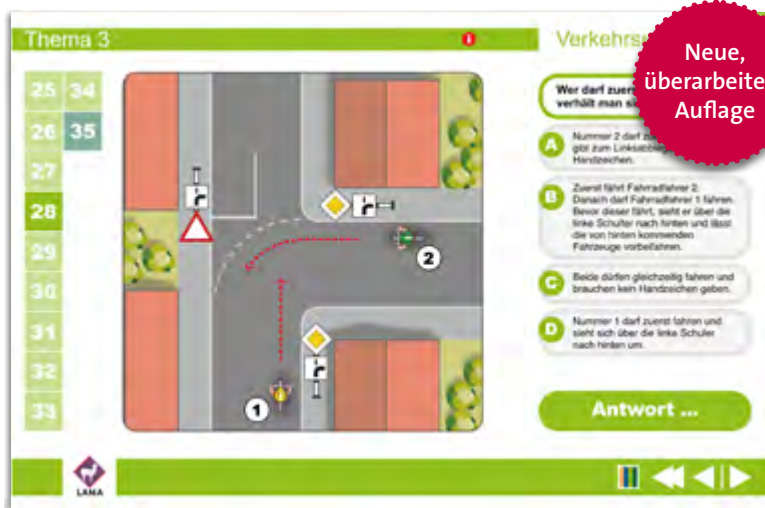 Thema 3
Verkehrs
Neue,
überarbeite
Auflage
25 34
26 35
27
28
29
30
31
32
33
1
2
Wer darf zuers
verhält man si
A
Nummer 2 darf zu
gibt zum Linksabbie
Handzeichen.
B
Zuerst fährt Fahrradfahrer 2.
Danach darf Fahrradfahrer 1 fahren.
Bevor dieser fährt, sieht er über die
linke Schulter nach hinten und lässt
die von hinten kommenden
Fahrzeuge vorbeifahren.
C
Beide dürfen gleichzeitig fahren und
brauchen kein Handzeichen geben.
D
Nummer 1 darf zuerst fahren und
sieht sich über die linke Schulter
nach hinten um.
Antwort ...
LAMA